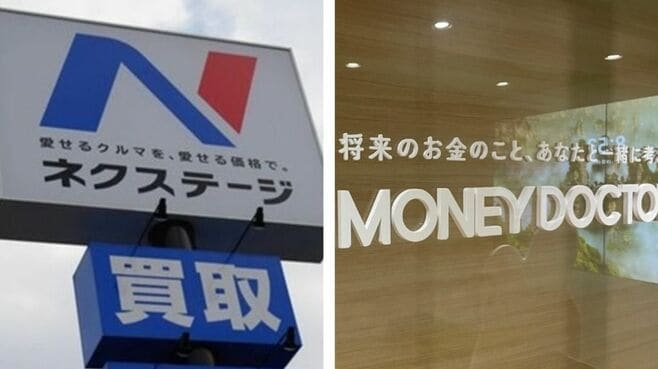 愛せるクルマを、愛せる価格で。
ネクステージ
買取
将来のお金のこと、あなたと一緒に考
MONEY DOCTO